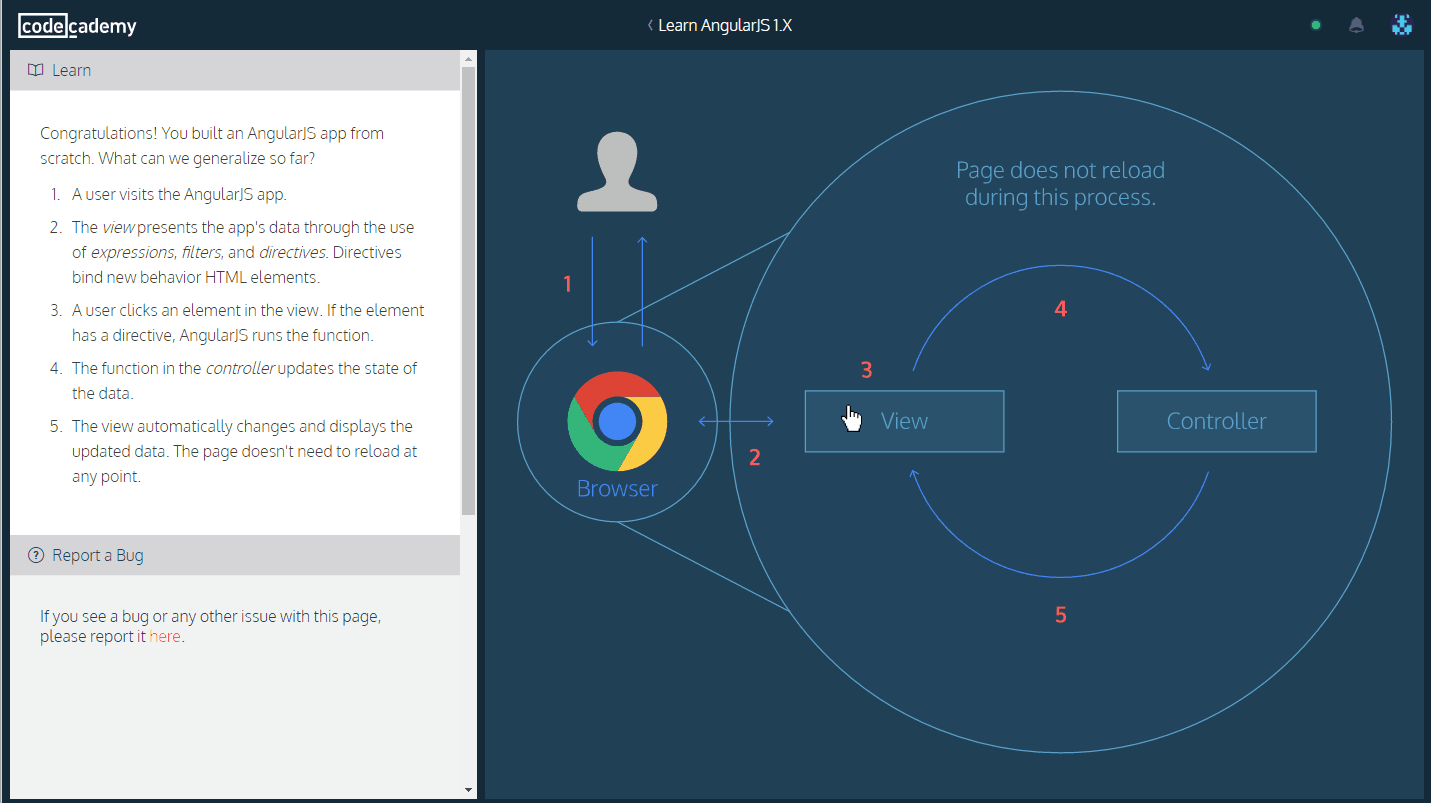 codecademy
‹ Learn AngularJS 1.X
Learn
Congratulations! You built an AngularJS app from
scratch. What can we generalize so far?
1. A user visits the AngularJS app.
2. The view presents the app's data through the use
of expressions, filters, and directives. Directives
bind new behavior HTML elements.
3. A user clicks an element in the view. If the element
has a directive, AngularJS runs the function.
4. The function in the controller updates the state of
the data.
5. The view automatically changes and displays the
updated data. The page doesn't need to reload at
any point.
? Report a Bug
If you see a bug or any other issue with this page,
please report it here.
Page does not reload
during this process.
1
4
3
View
Controller
2
Browser
5